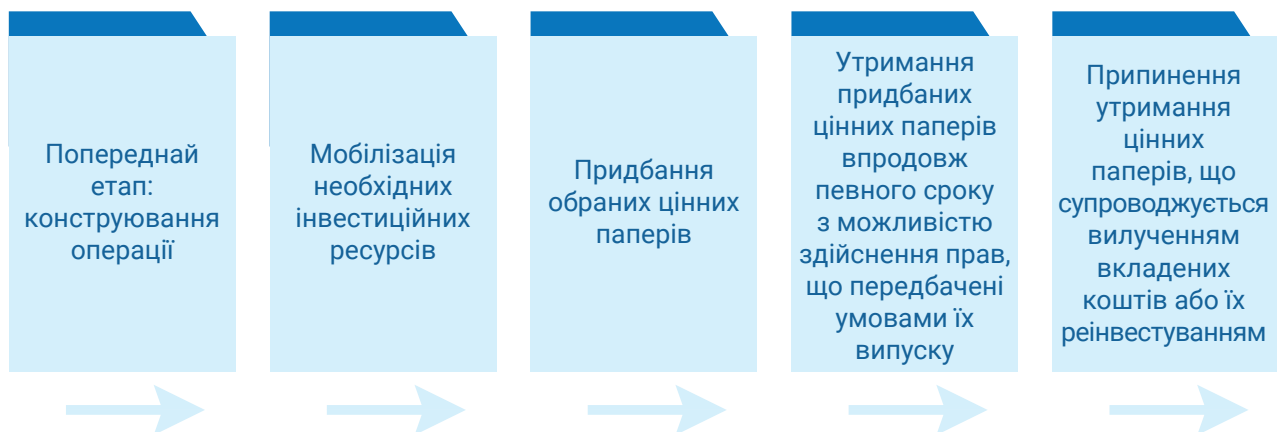 Попереднай
етап:
конструювання
операції
Мобілізація
необхідних
інвестиційних
ресурсів
Придбання
обраних цінних
паперів
Утримання
придбаних
цінних паперів
впродовж
певного сроку
з можливістю
здійснення прав,
що передбачені
умовами їх
випуску
Припинення
утримання
цінних
паперів, що
супроводжується
вилученням
вкладених
коштів або їх
реінвестуванням